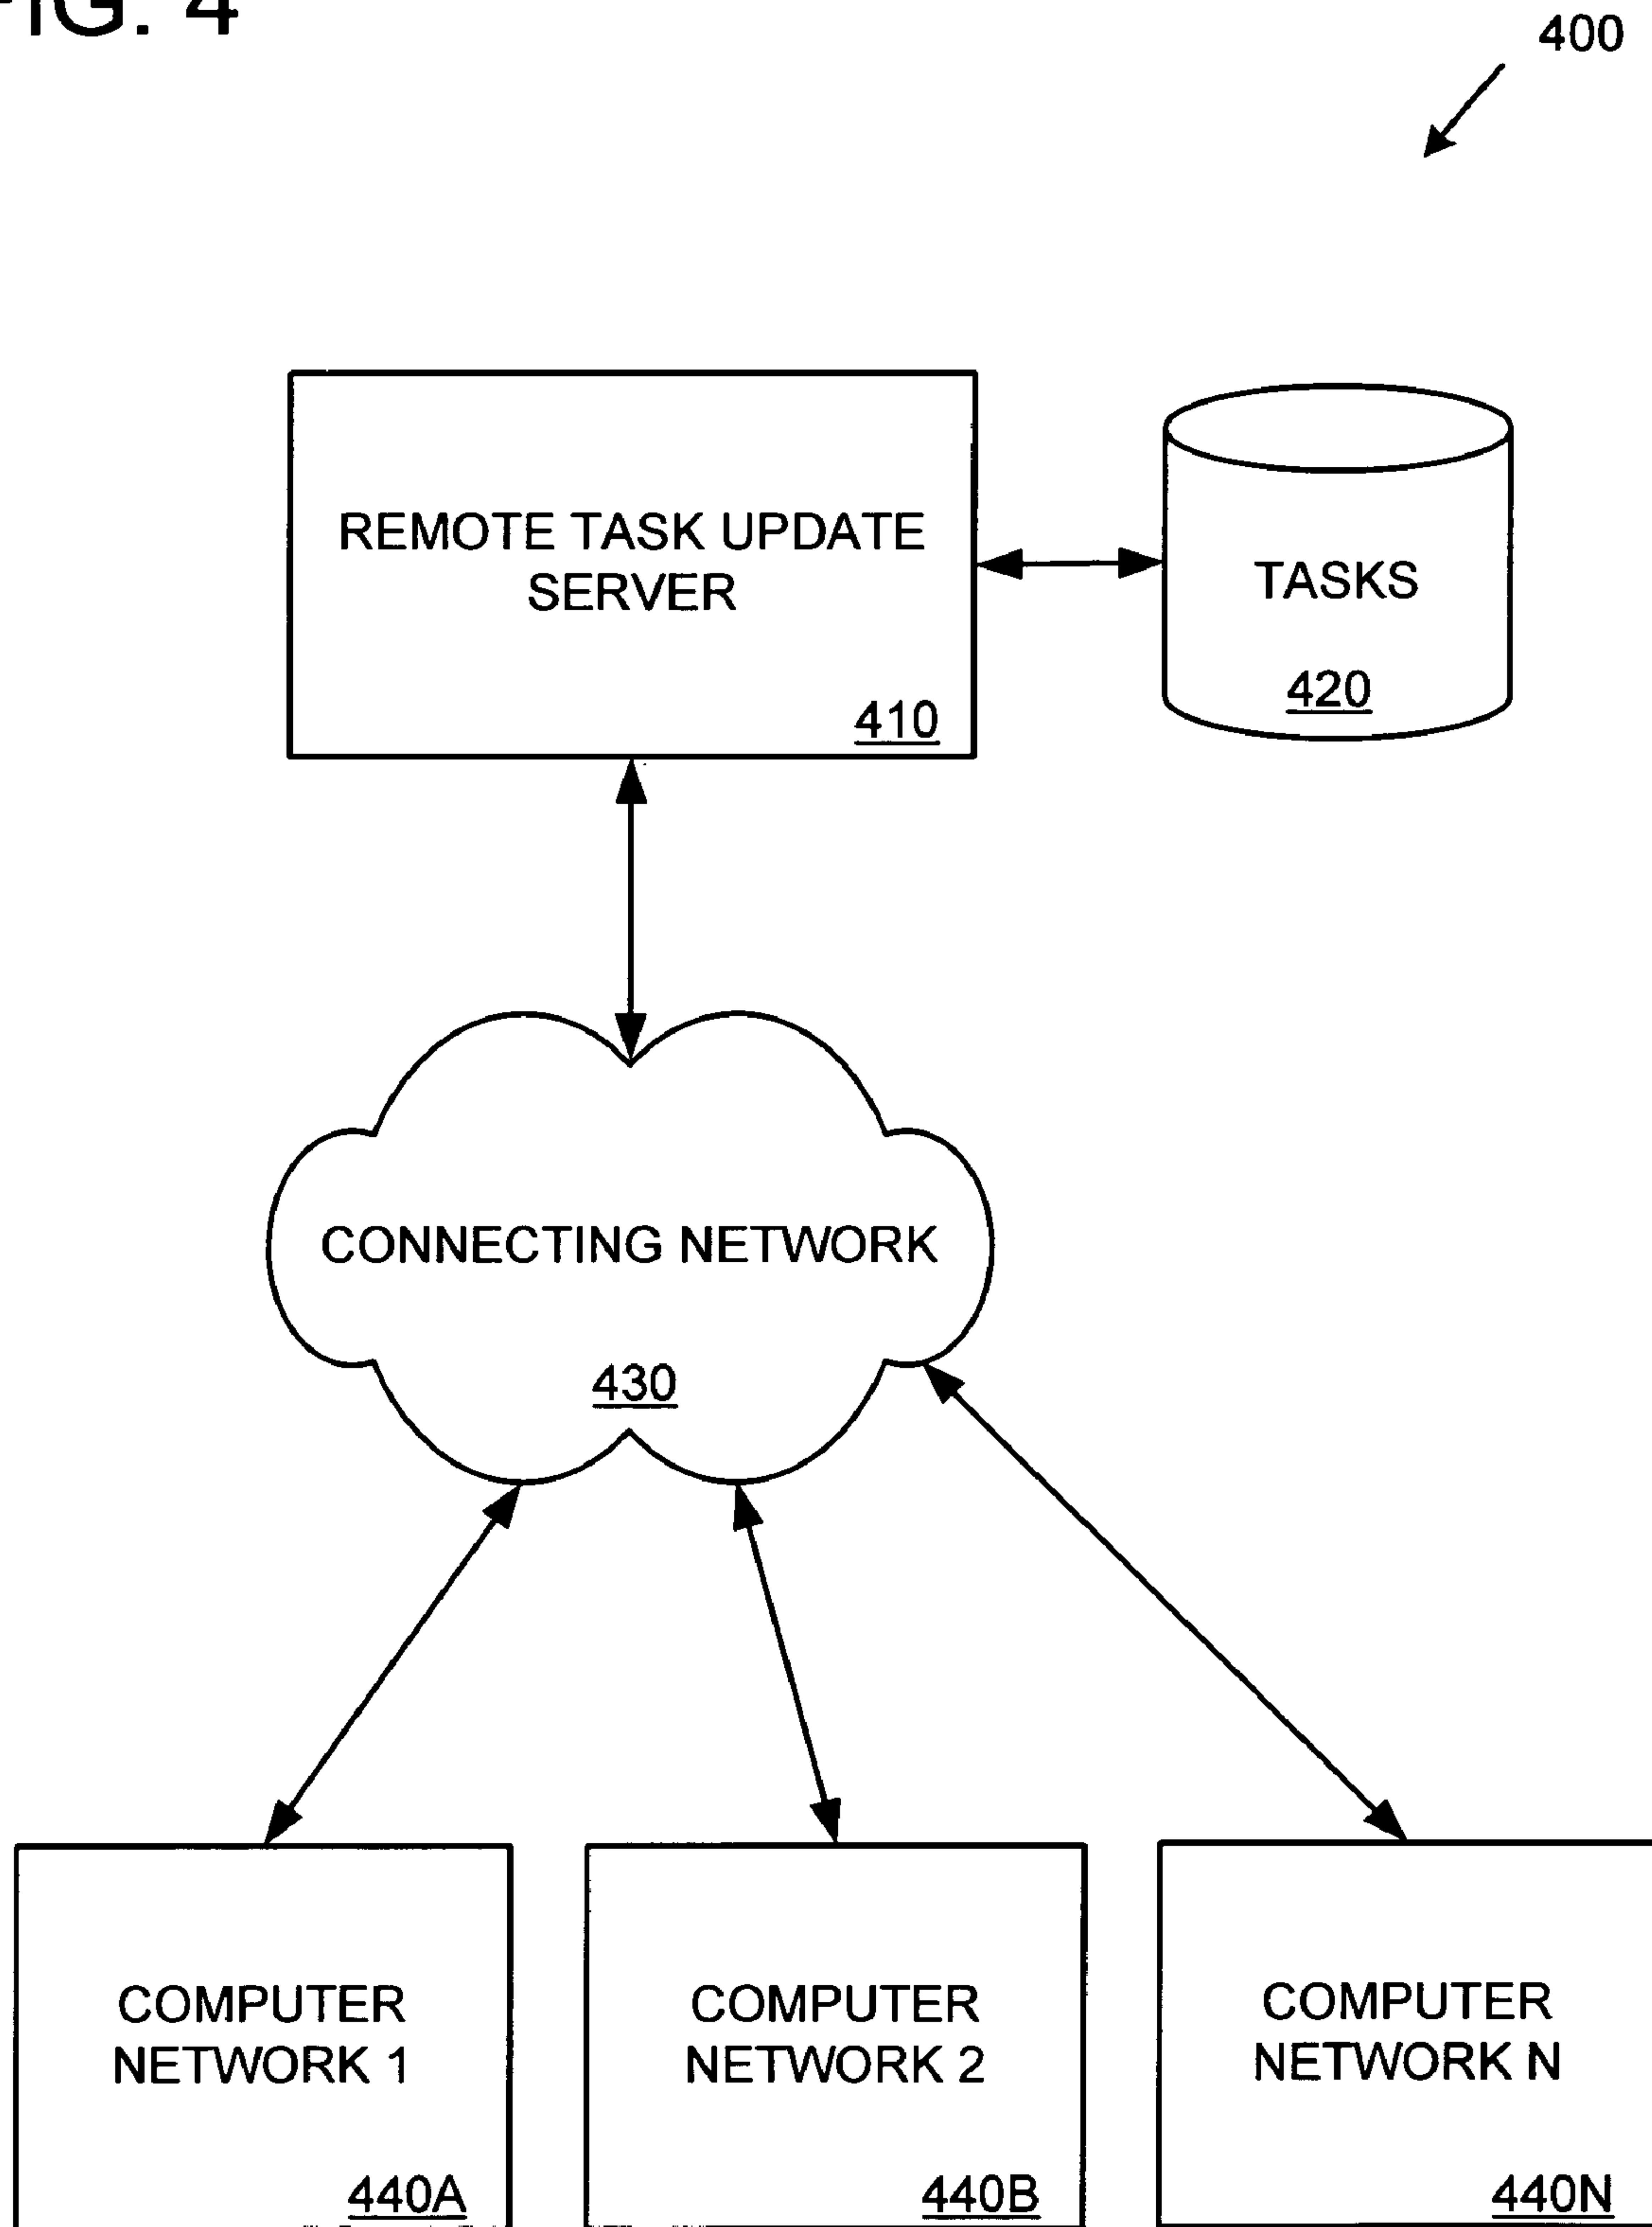 FIG. 4
400
REMOTE TASK UPDATE
SERVER
410
TASKS
420
CONNECTING NETWORK
430
COMPUTER
NETWORK 1
440A
COMPUTER
NETWORK 2
440B
COMPUTER
NETWORK N
440N